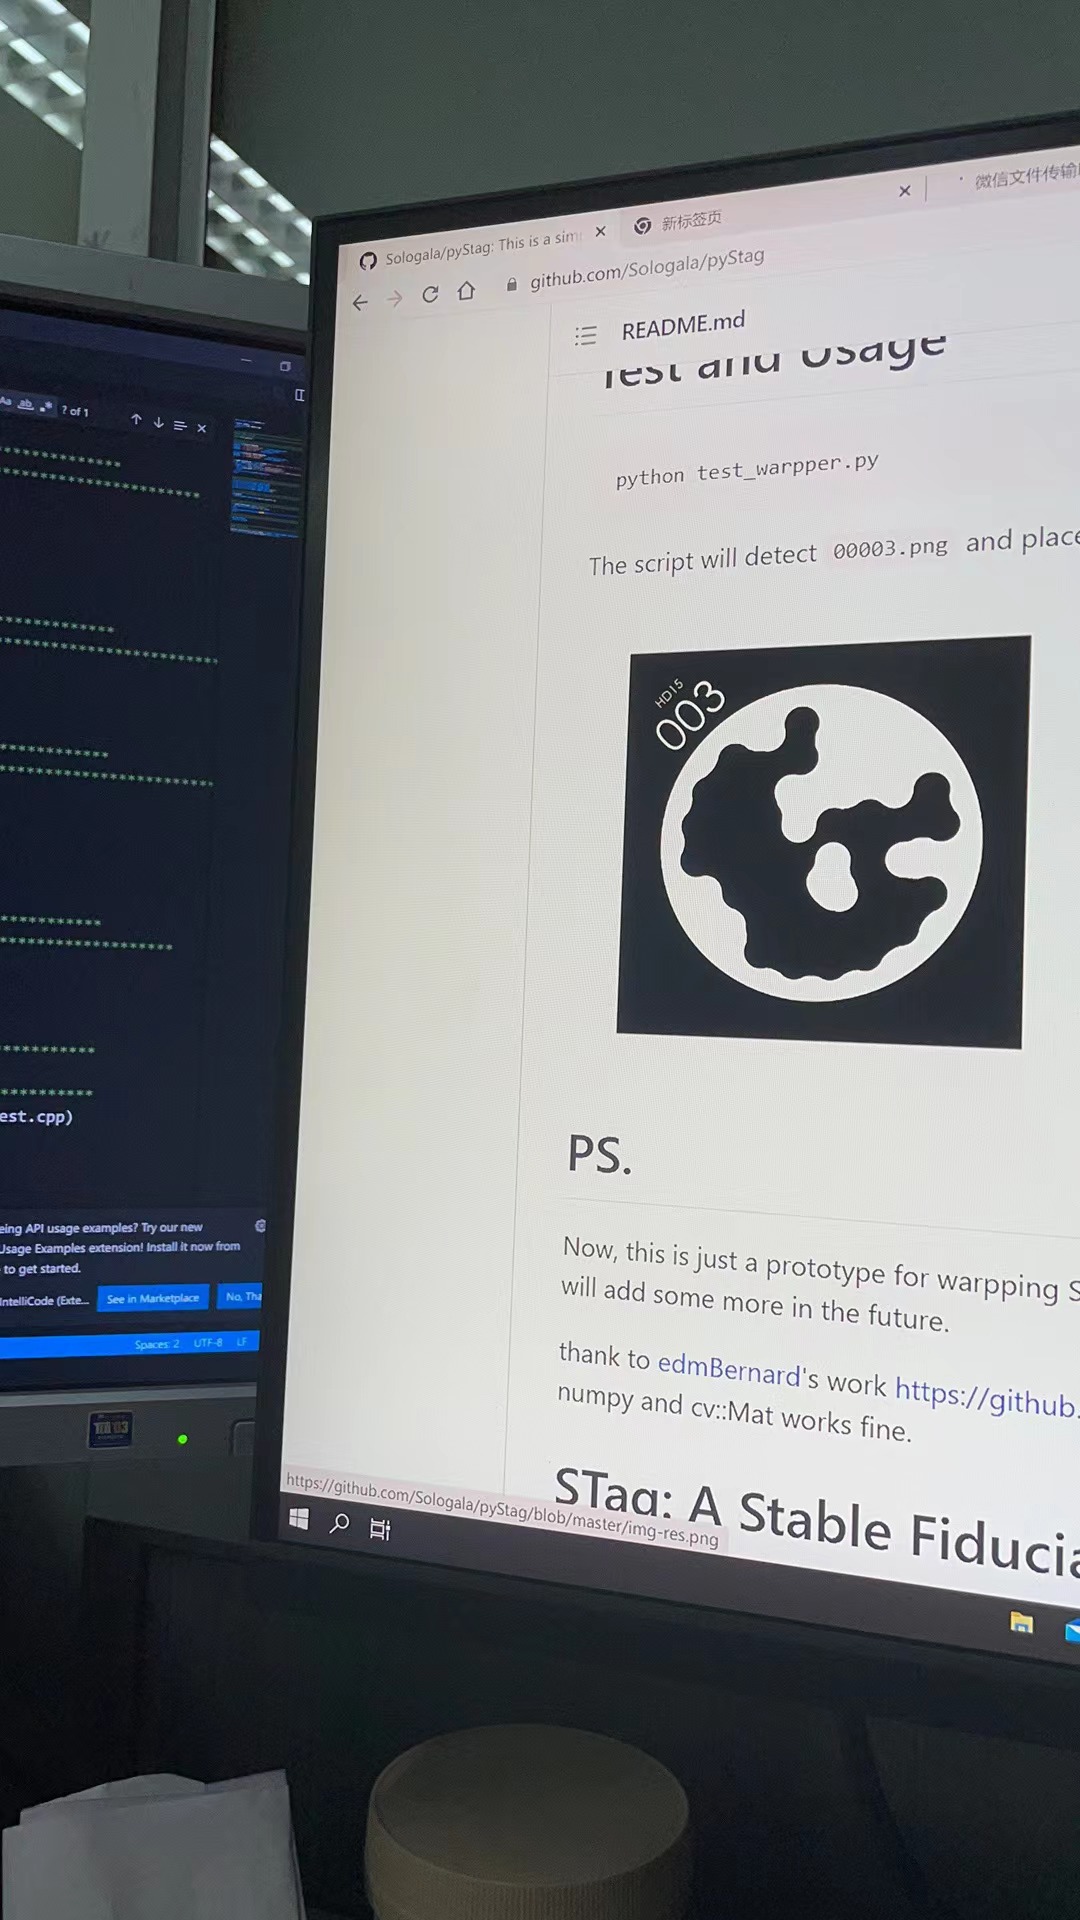 Sologala/pyStag: This is a sim
新标签页
微信文件传输
github.com/Sologala/pyStag
README.md
Test and Usage
python test_warpper.py
The script will detect 00003.png and place
HD15
003
PS.
Now, this is just a prototype for warpping S
will add some more in the future.
thank to edmBernard's work https://github.
numpy and cv::Mat works fine.
STag: A Stable Fiducia
https://github.com/Sologala/pyStag/blob/master/img-res.png
Aa ab .* ? of 1
*************
************************
*************
**************************
************
**************************
***********
*******************
***********
***********
est.cpp)
eing API usage examples? Try our new
Usage Examples extension! Install it now from
to get started.
IntelliCode (Exte...
See in Marketplace
No, Tha
Spaces: 2 UTF-8 LF